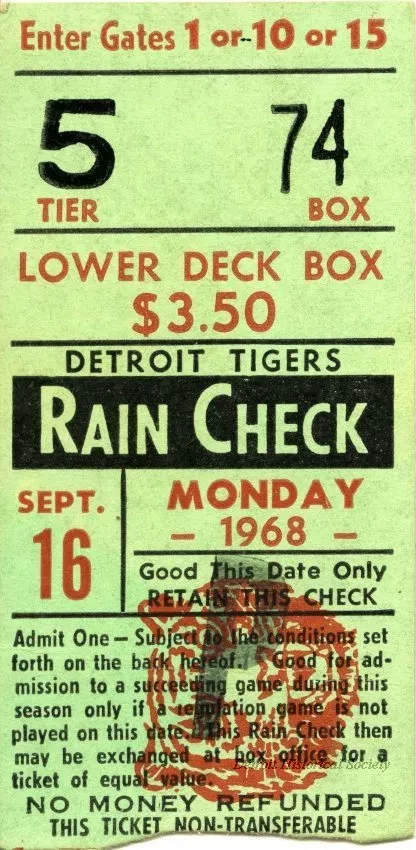 Enter Gates 1 or 10 or 15
5 74
TIER BOX
LOWER DECK BOX
$3.50
DETROIT TIGERS
RAIN CHECK
SEPT. 16
MONDAY
– 1968 –
Good This Date Only
RETAIN THIS CHECK
Admit One — Subject to the conditions set
forth on the back hereof. Good for ad-
mission to a succeeding game during this
season only if a regulation game is not
played on this date. This Rain Check then
may be exchanged at box office for a
ticket of equal value.
Detroit Historical Society
NO MONEY REFUNDED
THIS TICKET NON-TRANSFERABLE